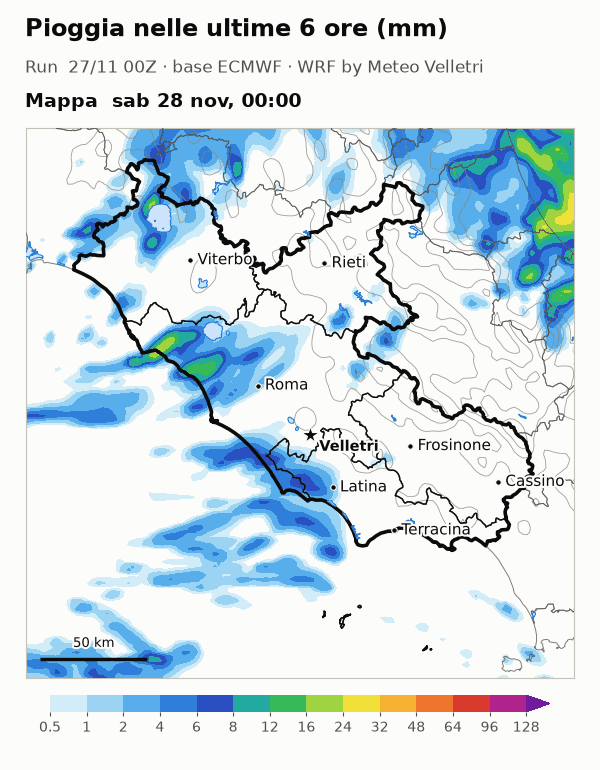 Pioggia nelle ultime 6 ore (mm)
Run  27/11 00Z · base ECMWF · WRF by Meteo Velletri
Mappa  sab 28 nov, 00:00
Viterbo
Rieti
Roma
Velletri
Frosinone
Cassino
Latina
Terracina
50 km
0.5 1 2 4 6 8 12 16 24 32 48 64 96 128